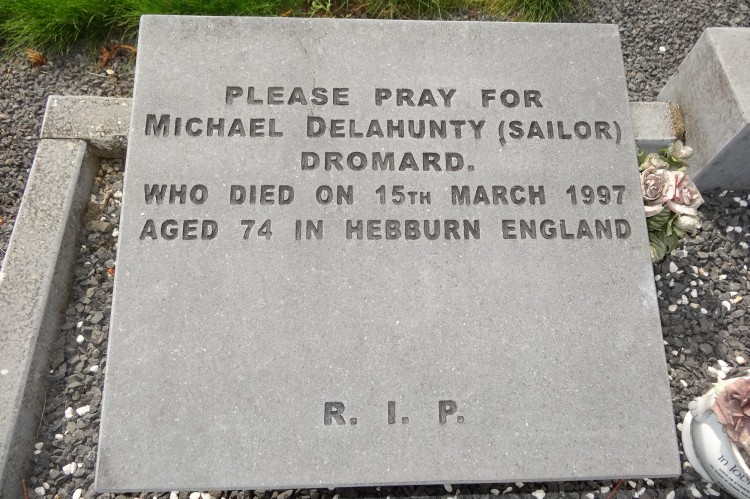 PLEASE PRAY FOR
MICHAEL DELAHUNTY (SAILOR)
DROMARD.
WHO DIED ON 15TH MARCH 1997
AGED 74 IN HEBBURN ENGLAND
R. I. P.